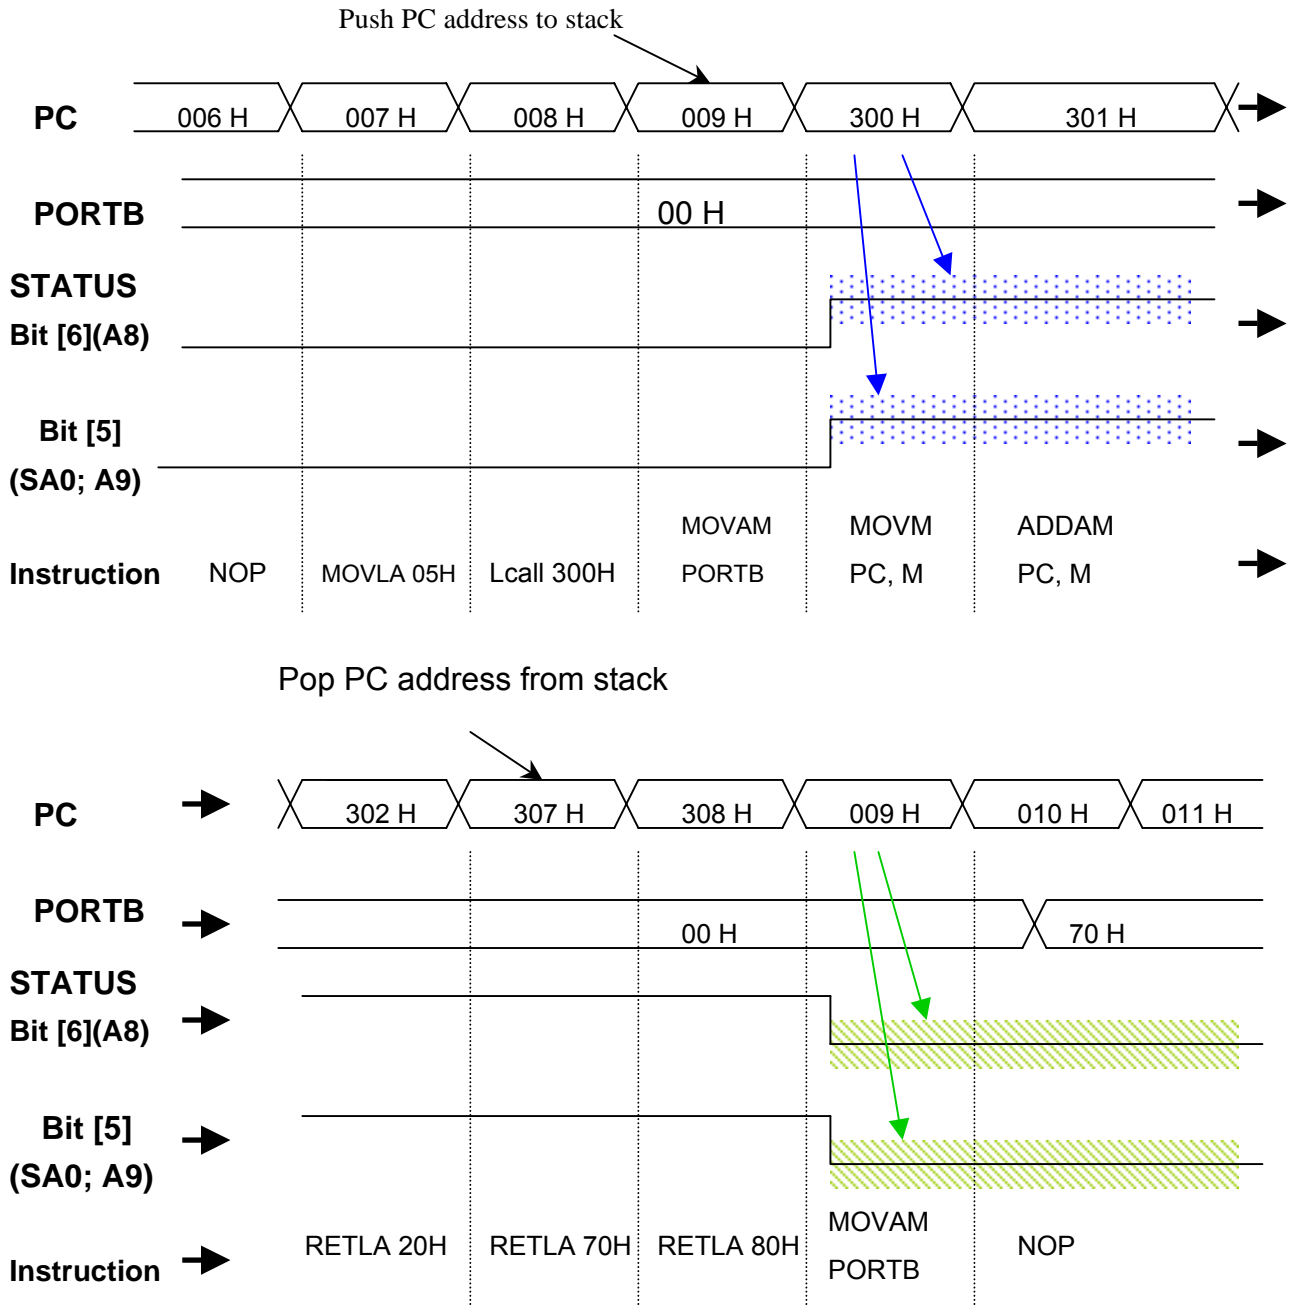 Push PC address to stack
PC 006 H 007 H 008 H 009 H 300 H 301 H
PORTB 00 H
STATUS
Bit [6](A8)
Bit [5]
(SA0; A9)
MOVAM MOVM ADDAM
Instruction NOP MOVLA 05H Lcall 300H PORTB PC, M PC, M
Pop PC address from stack
PC 302 H 307 H 308 H 009 H 010 H 011 H
PORTB 00 H 70 H
STATUS
Bit [6](A8)
Bit [5]
(SA0; A9)
RETLA 20H RETLA 70H RETLA 80H MOVAM NOP
Instruction PORTB